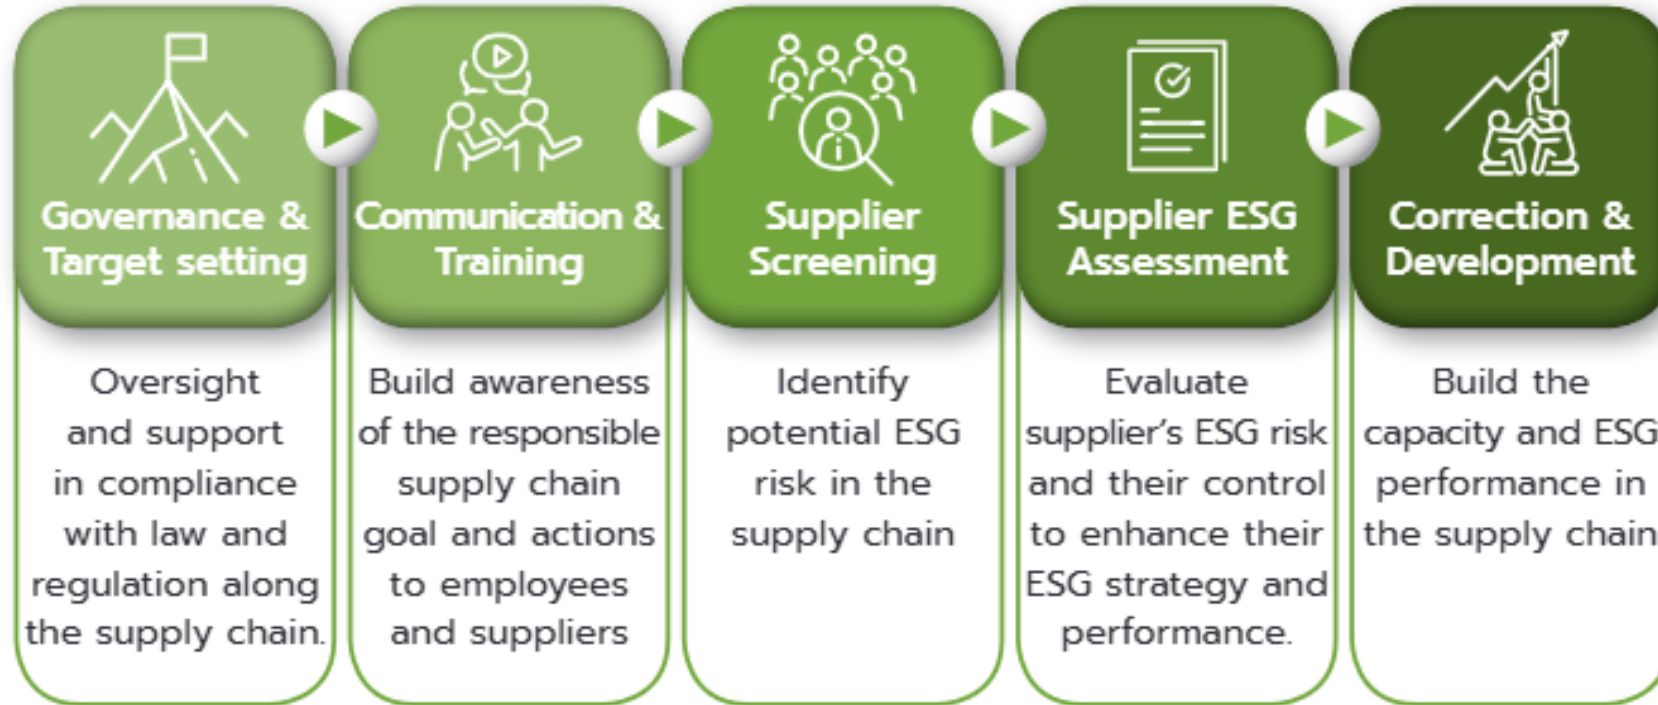 Governance &
Target setting
Oversight
and support
in compliance
with law and
regulation along
the supply chain.
Communication &
Training
Build awareness
of the responsible
supply chain
goal and actions
to employees
and suppliers
Supplier
Screening
Identify
potential ESG
risk in the
supply chain
Supplier ESG
Assessment
Evaluate
supplier’s ESG risk
and their control
to enhance their
ESG strategy and
performance.
Correction &
Development
Build the
capacity and ESG
performance in
the supply chain